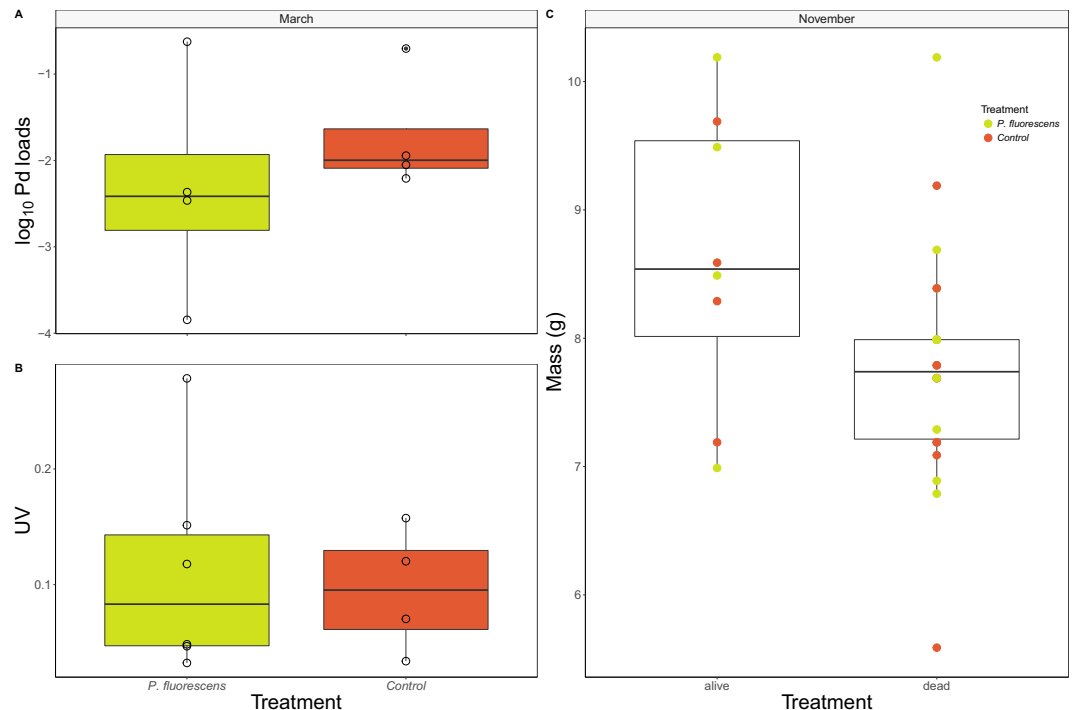 A
March
log10 Pd loads
−1
−2
−3
−4
B
UV
0.2
0.1
P. fluorescens
Control
Treatment
C
November
Mass (g)
10
9
8
7
6
Treatment
P. fluorescens
Control
alive
dead
Treatment